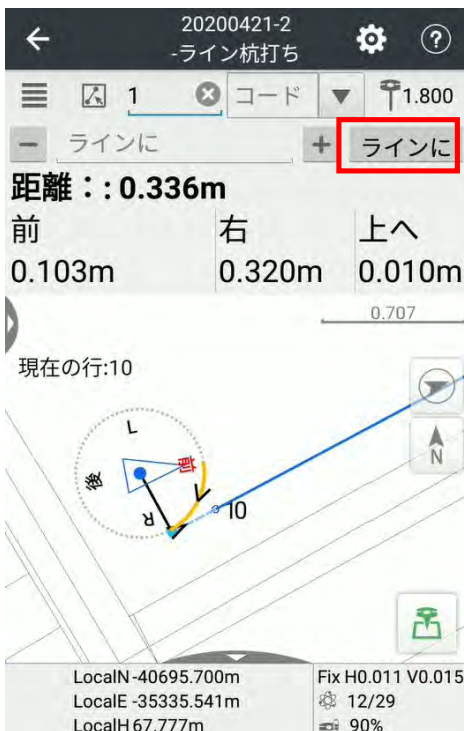 20200421-2
-ライン杭打ち
1 コード 1.800
ラインに ラインに
距離：: 0.336m
前 右 上へ
0.103m 0.320m 0.010m
0.707
現在の行:10
N
L
前
後
R
10
LocalN -40695.700m Fix H0.011 V0.015
LocalE -35335.541m 12/29
LocalH 67.777m 90%